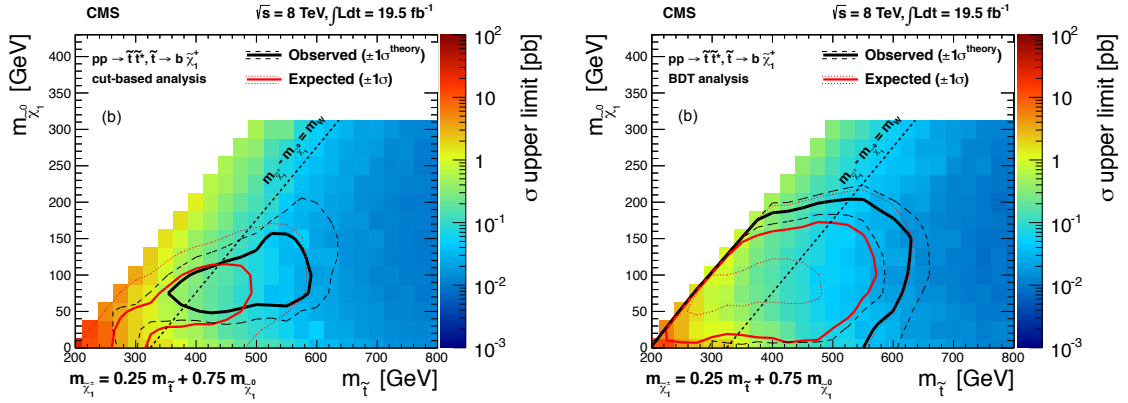 CMS √s = 8 TeV, ∫Ldt = 19.5 fb⁻¹
pp → t̃ t̃*, t̃ → b χ̃₁⁺
cut-based analysis
Observed (±1σ^theory)
Expected (±1σ)
(b)
m_χ̃₁± - m_χ̃₁⁰ = m_W
m_χ̃₁⁰ [GeV]
400
350
300
250
200
150
100
50
0
200 300 400 500 600 700 800
m_χ̃₁± = 0.25 m_t̃ + 0.75 m_χ̃₁⁰
m_t̃ [GeV]
σ upper limit [pb]
10²
10
1
10⁻¹
10⁻²
10⁻³
CMS √s = 8 TeV, ∫Ldt = 19.5 fb⁻¹
pp → t̃ t̃*, t̃ → b χ̃₁⁺
BDT analysis
Observed (±1σ^theory)
Expected (±1σ)
(b)
m_χ̃₁± - m_χ̃₁⁰ = m_W
m_χ̃₁⁰ [GeV]
400
350
300
250
200
150
100
50
0
200 300 400 500 600 700 800
m_χ̃₁± = 0.25 m_t̃ + 0.75 m_χ̃₁⁰
m_t̃ [GeV]
σ upper limit [pb]
10²
10
1
10⁻¹
10⁻²
10⁻³